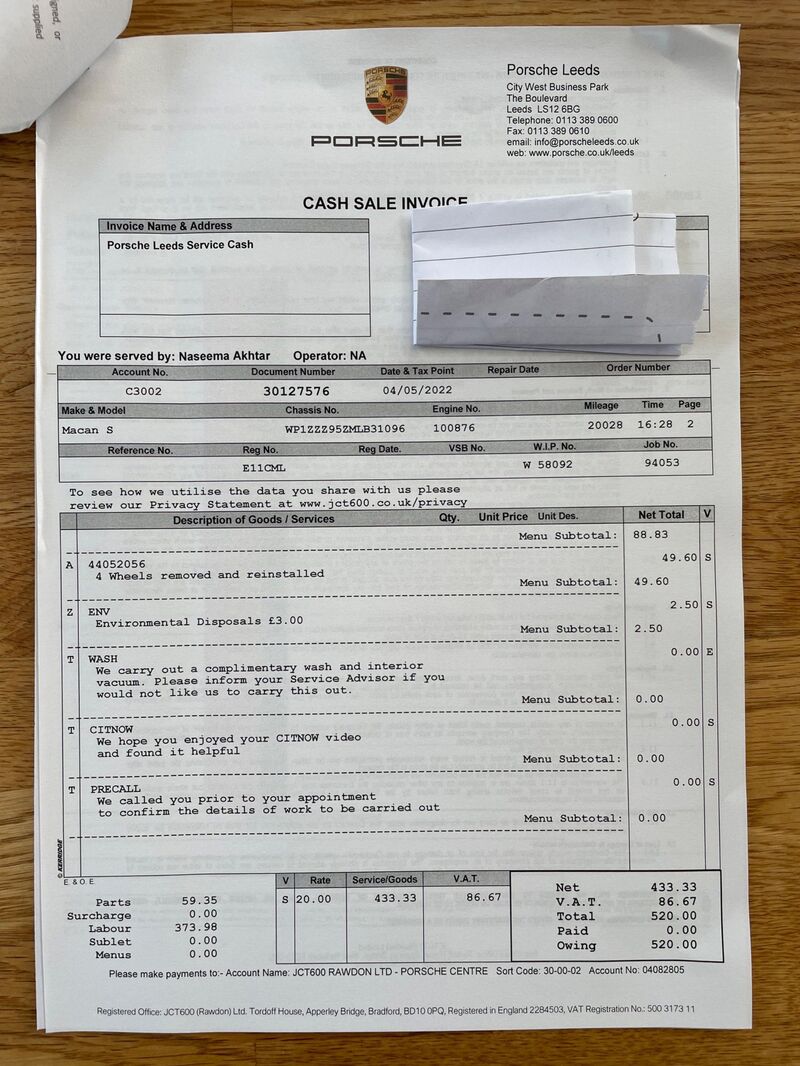 gned, or
supplied
PORSCHE
PORSCHE
Porsche Leeds
City West Business Park
The Boulevard
Leeds LS12 6BG
Telephone: 0113 389 0600
Fax: 0113 389 0610
email: info@porscheleeds.co.uk
web: www.porsche.co.uk/leeds
CASH SALE INVOICE
Invoice Name & Address
Porsche Leeds Service Cash
You were served by: Naseema Akhtar Operator: NA
Account No. Document Number Date & Tax Point Repair Date Order Number
C3002 30127576 04/05/2022
Make & Model Chassis No. Engine No. Mileage Time Page
Macan S WP1ZZZ95ZMLB31096 100876 20028 16:28 2
Reference No. Reg No. Reg Date. VSB No. W.I.P. No. Job No.
E11CML W 58092 94053
To see how we utilise the data you share with us please
review our Privacy Statement at www.jct600.co.uk/privacy
Description of Goods / Services Qty. Unit Price Unit Des. Net Total V
Menu Subtotal: 88.83
A 44052056 49.60 S
4 Wheels removed and reinstalled
Menu Subtotal: 49.60
Z ENV 2.50 S
Environmental Disposals £3.00
Menu Subtotal: 2.50
T WASH 0.00 E
We carry out a complimentary wash and interior
vacuum. Please inform your Service Advisor if you
would not like us to carry this out.
Menu Subtotal: 0.00
T CITNOW 0.00 S
We hope you enjoyed your CITNOW video
and found it helpful
Menu Subtotal: 0.00
T PRECALL 0.00 S
We called you prior to your appointment
to confirm the details of work to be carried out
Menu Subtotal: 0.00
© KERRIDGE
E. & O. E.
V Rate Service/Goods V.A.T.
S 20.00 433.33 86.67
Parts 59.35
Surcharge 0.00
Labour 373.98
Sublet 0.00
Menus 0.00
Net 433.33
V.A.T. 86.67
Total 520.00
Paid 0.00
Owing 520.00
Please make payments to:- Account Name: JCT600 RAWDON LTD - PORSCHE CENTRE Sort Code: 30-00-02 Account No: 04082805
Registered Office: JCT600 (Rawdon) Ltd. Tordoff House, Apperley Bridge, Bradford, BD10 0PQ, Registered in England 2284503, VAT Registration No.: 500 3173 11